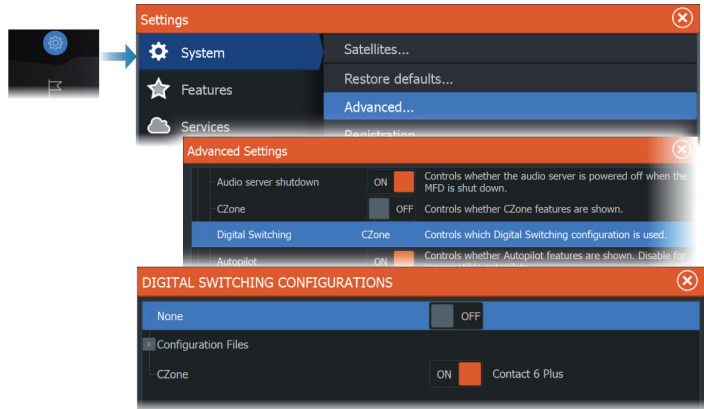 Settings
System
Satellites...
Features
Restore defaults...
Advanced...
Services
Registration
Advanced Settings
Audio server shutdown ON Controls whether the audio server is powered off when the
MFD is shut down.
CZone OFF Controls whether CZone features are shown.
Digital Switching CZone Controls which Digital Switching configuration is used.
Autopilot ON Controls whether Autopilot features are shown. Disable for
DIGITAL SWITCHING CONFIGURATIONS
None OFF
Configuration Files
CZone ON Contact 6 Plus